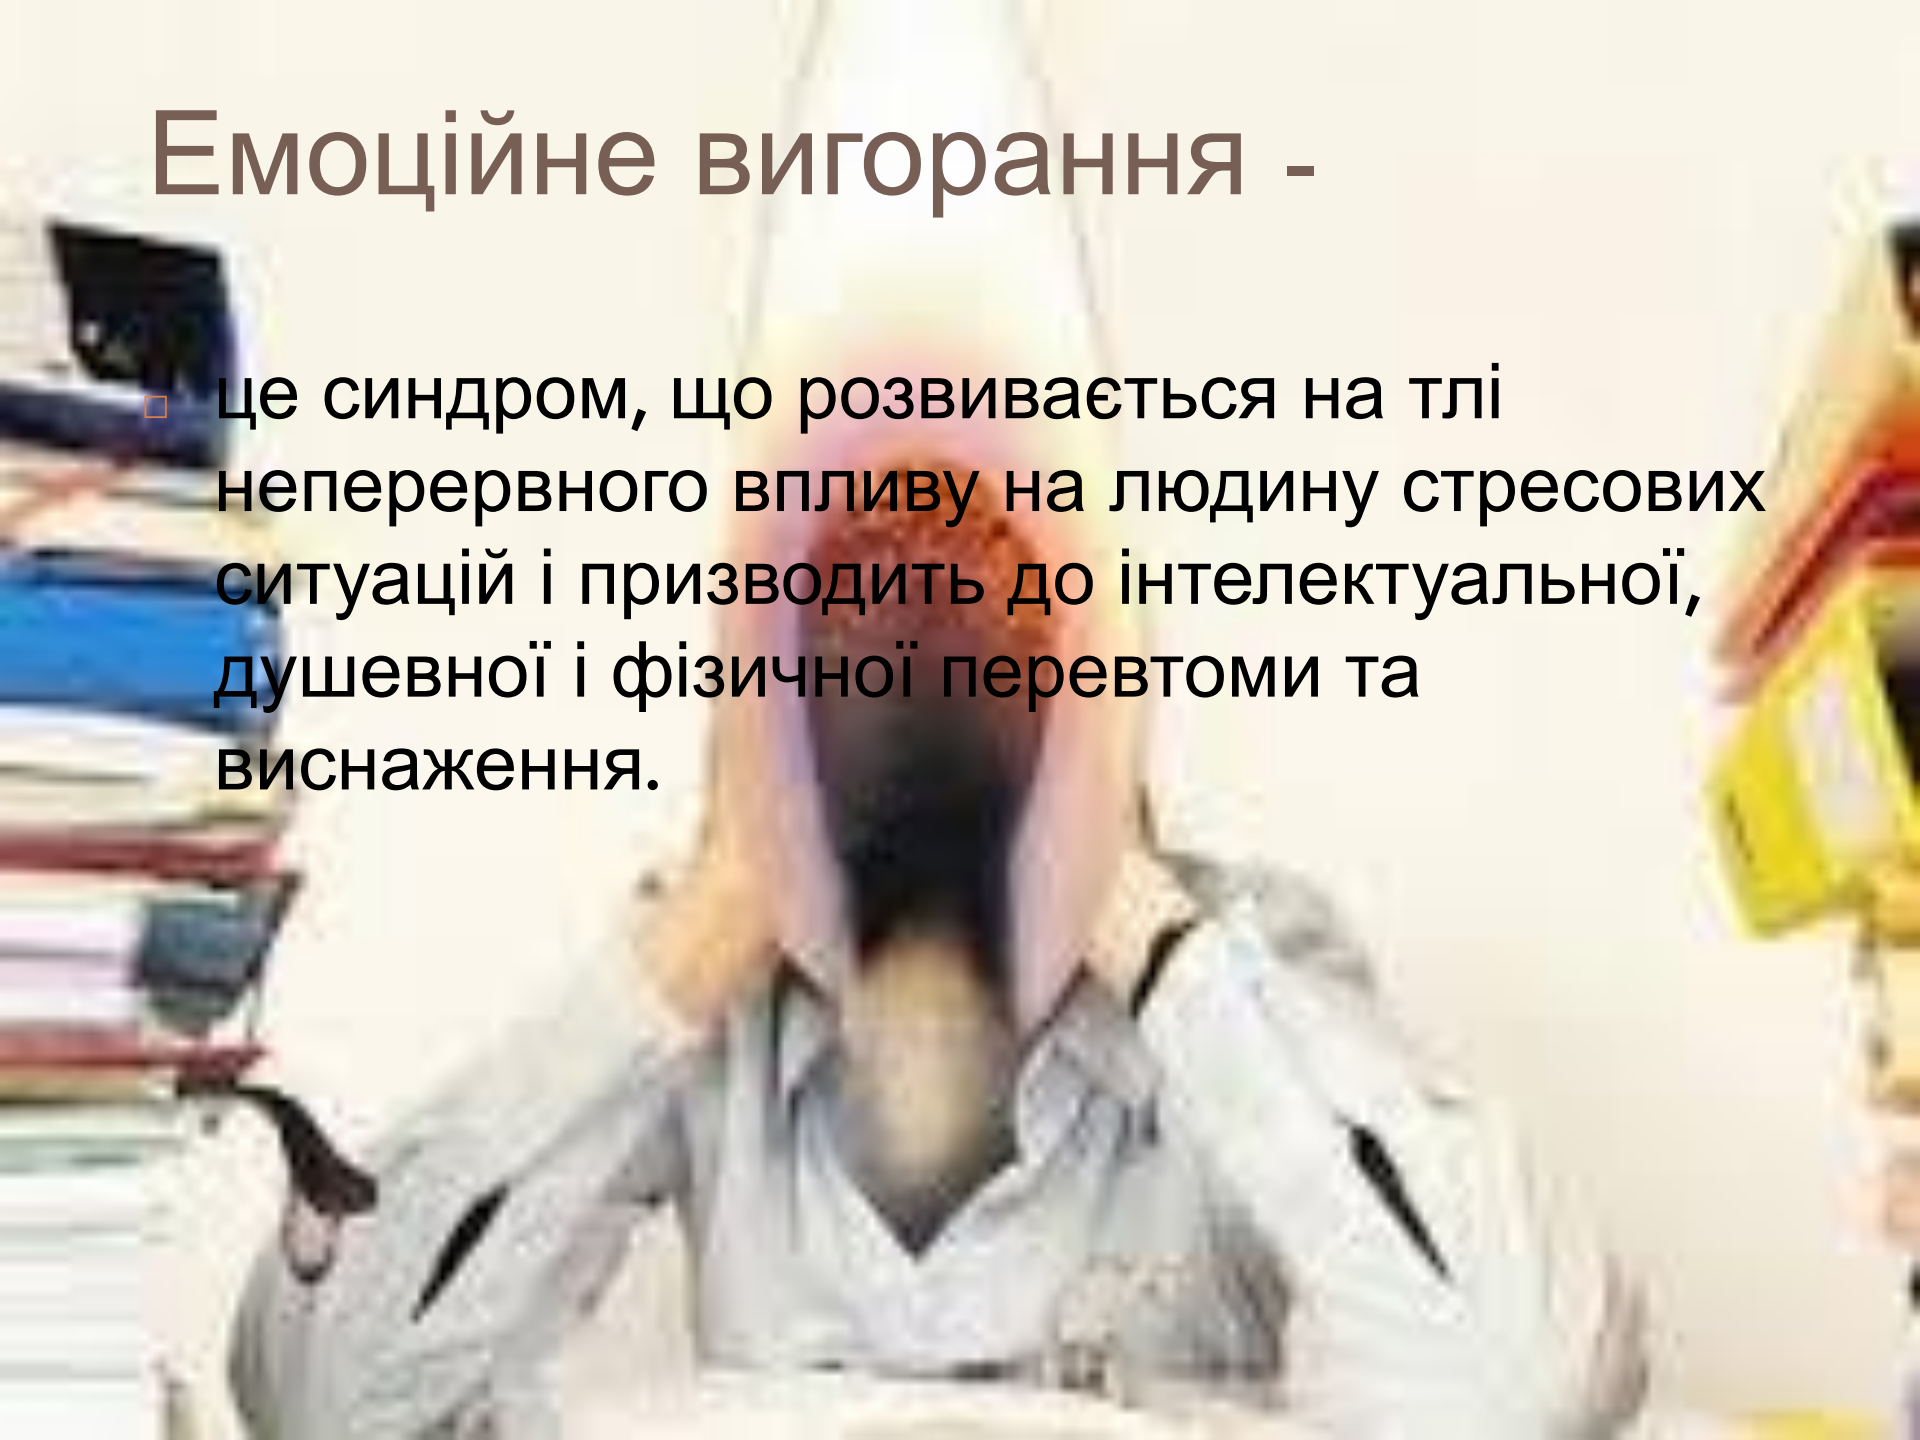 Емоційне вигорання -
це синдром, що розвивається на тлі
неперервного впливу на людину стресових
ситуацій і призводить до інтелектуальної,
душевної і фізичної перевтоми та
виснаження.